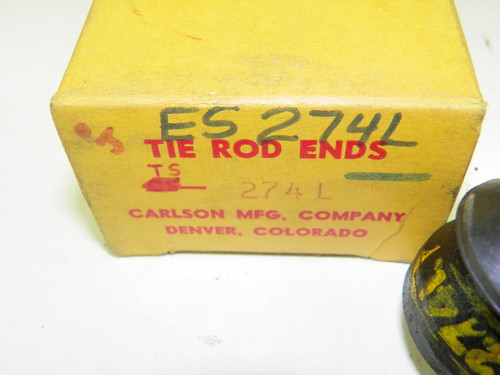 ES 274L
TIE ROD ENDS
TS
274 L
CARLSON MFG. COMPANY
DENVER, COLORADO